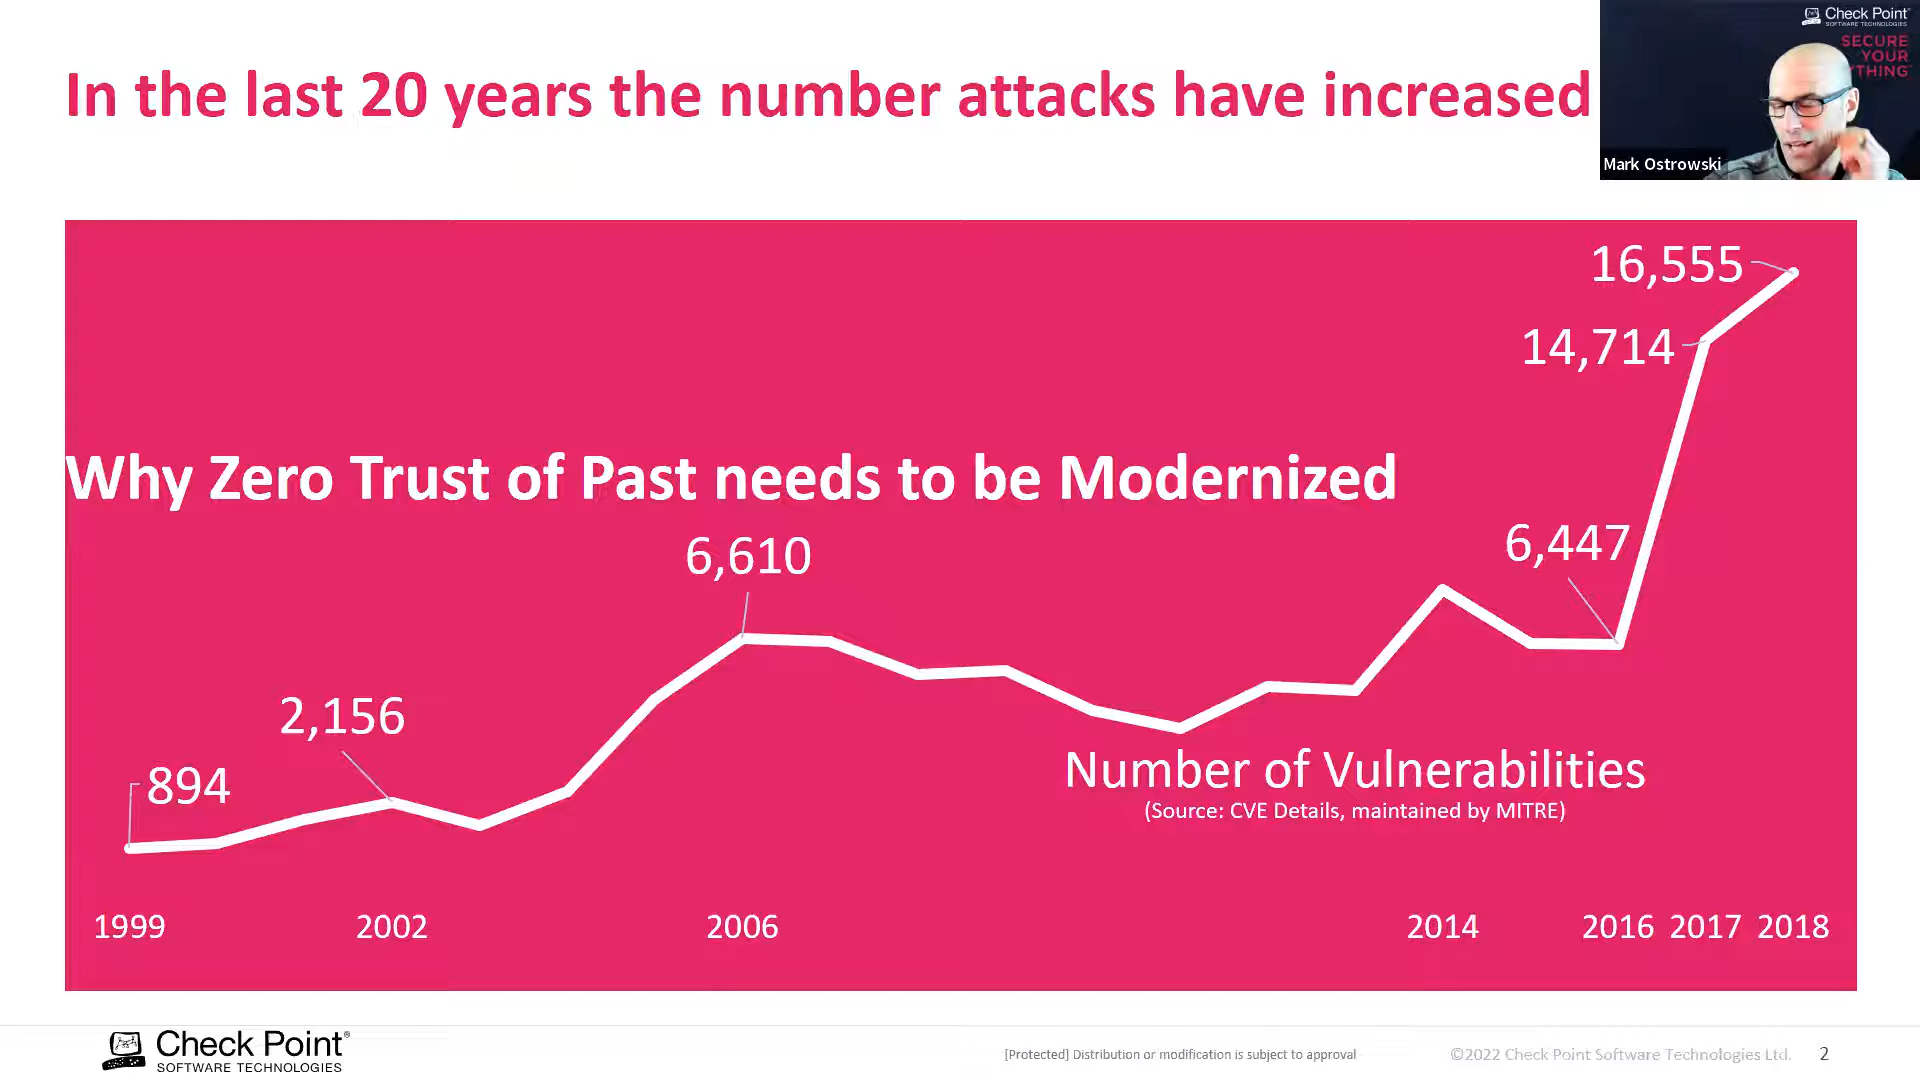 In the last 20 years the number attacks have increased
Check Point
SOFTWARE TECHNOLOGIES
SECURE
YOUR
THING
Mark Ostrowski
16,555
14,714
Why Zero Trust of Past needs to be Modernized
6,610
6,447
2,156
894
Number of Vulnerabilities
(Source: CVE Details, maintained by MITRE)
1999 2002 2006 2014 2016 2017 2018
Check Point®
SOFTWARE TECHNOLOGIES
[Protected] Distribution or modification is subject to approval
©2022 Check Point Software Technologies Ltd. 2